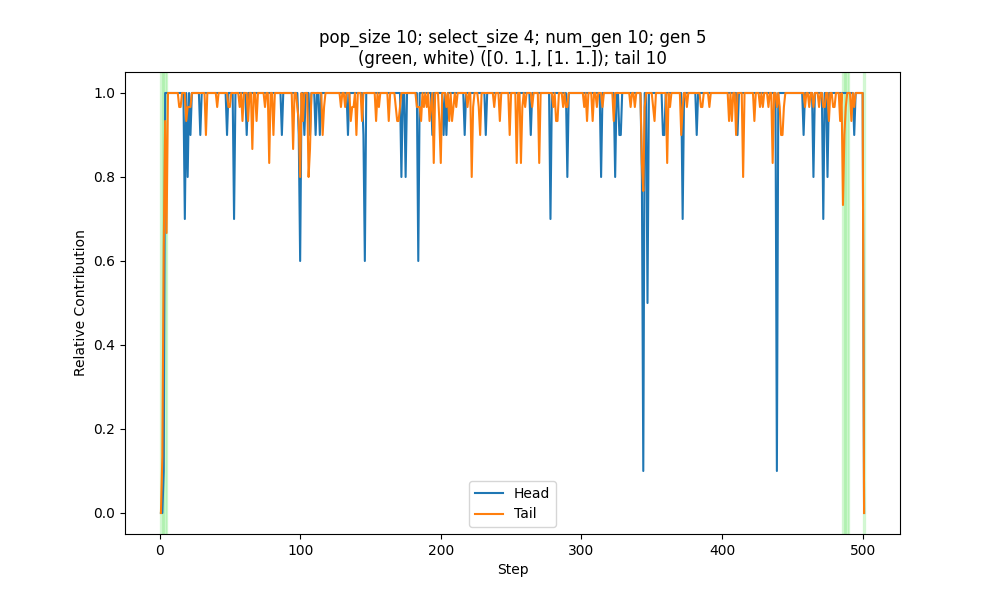 pop_size 10; select_size 4; num_gen 10; gen 5
(green, white) ([0. 1.], [1. 1.]); tail 10
1.0
0.8
0.6
0.4
0.2
0.0
Relative Contribution
Head
Tail
0 100 200 300 400 500
Step